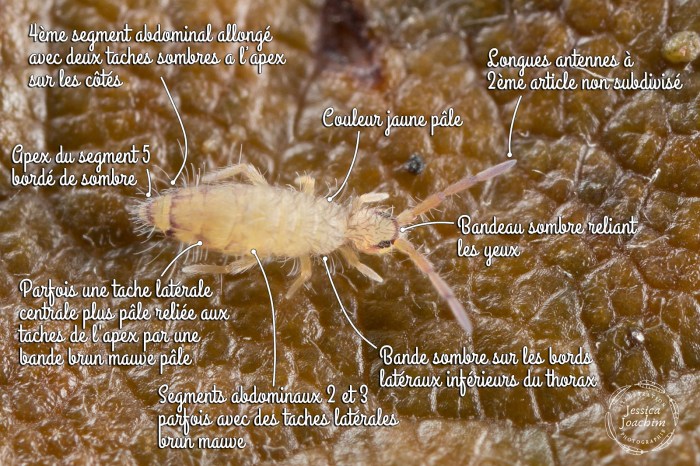 4ème segment abdominal allongé
avec deux taches sombres a l'apex
sur les côtés
Longues antennes à
2ème article non subdivisé
Couleur jaune pâle
Apex du segment 5
bordé de sombre
Bandeau sombre reliant
les yeux
Parfois une tache latérale
centrale plus pâle reliée aux
taches de l'apex par une
bande brun mauve pâle
Bande sombre sur les bords
latéraux inférieurs du thorax
Segments abdominaux 2 et 3
parfois avec des taches latérales
brun mauve
Jessica
Joachim
PHOTOGRAPHE